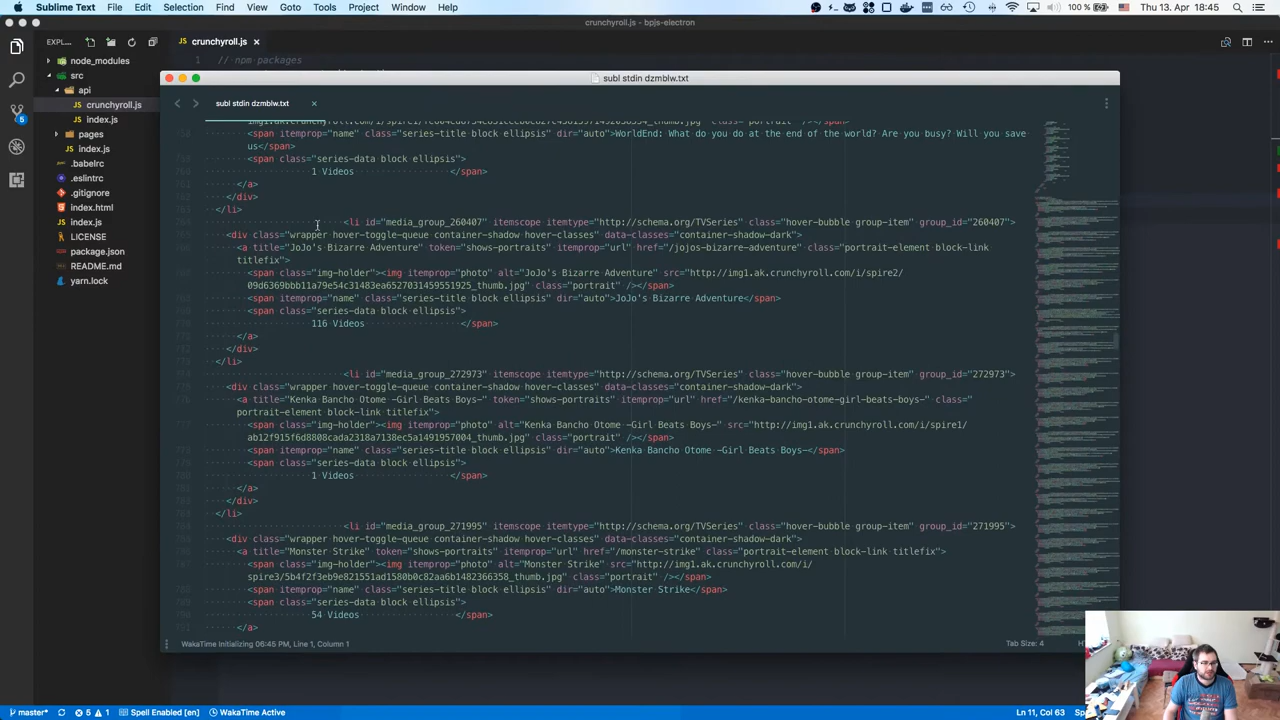 Sublime Text File Edit Selection Find View Goto Tools Project Window Help 100 % Thu 13. Apr 18:45
crunchyroll.js — bpjs-electron
EXPL... crunchyroll.js
// npm packages
node_modules
src
api
crunchyroll.js
index.js
pages
index.js
.babelrc
.eslintrc
.gitignore
index.html
index.js
LICENSE
package.json
README.md
yarn.lock
5
subl stdin dzmblw.txt
subl stdin dzmblw.txt
<span itemprop="name" class="series-title block ellipsis" dir="auto">WorldEnd: What do you do at the end of the world? Are you busy? Will you save
us</span>
<span class="series-data block ellipsis">
1 Videos </span>
</a>
</div>
</li>
<li id="media_group_260407" itemscope itemtype="http://schema.org/TVSeries" class="hover-bubble group-item" group_id="260407">
<div class="wrapper hover-toggle-queue container-shadow hover-classes" data-classes="container-shadow-dark">
<a title="JoJo's Bizarre Adventure" token="shows-portraits" itemprop="url" href="/jojos-bizarre-adventure" class="portrait-element block-link
titlefix">
<span class="img-holder"><img itemprop="photo" alt="JoJo's Bizarre Adventure" src="http://img1.ak.crunchyroll.com/i/spire2/
class="portrait" /></span>
<span itemprop="name" class="series-title block ellipsis" dir="auto">JoJo's Bizarre Adventure</span>
<span class="series-data block ellipsis">
116 Videos </span>
</a>
</div>
</li>
<li id="media_group_272973" itemscope itemtype="http://schema.org/TVSeries" class="hover-bubble group-item" group_id="272973">
<div class="wrapper hover-toggle-queue container-shadow hover-classes" data-classes="container-shadow-dark">
<a title="Kenka Bancho Otome -Girl Beats Boys-" token="shows-portraits" itemprop="url" href="/kenka-bancho-otome-girl-beats-boys-" class="
portrait-element block-link titlefix">
<span class="img-holder"><img itemprop="photo" alt="Kenka Bancho Otome -Girl Beats Boys-" src="http://img1.ak.crunchyroll.com/i/spire1/
class="portrait" /></span>
<span itemprop="name" class="series-title block ellipsis" dir="auto">Kenka Bancho Otome -Girl Beats Boys-</span>
<span class="series-data block ellipsis">
1 Videos </span>
</a>
</div>
</li>
<li id="media_group_271995" itemscope itemtype="http://schema.org/TVSeries" class="hover-bubble group-item" group_id="271995">
<div class="wrapper hover-toggle-queue container-shadow hover-classes" data-classes="container-shadow-dark">
<a title="Monster Strike" token="shows-portraits" itemprop="url" href="/monster-strike" class="portrait-element block-link titlefix">
<span class="img-holder"><img itemprop="photo" alt="Monster Strike" src="http://img1.ak.crunchyroll.com/i/
class="portrait" /></span>
<span itemprop="name" class="series-title block ellipsis" dir="auto">Monster Strike</span>
<span class="series-data block ellipsis">
54 Videos </span>
</a>
WakaTime Initializing 06:45 PM, Line 1, Column 1 Tab Size: 4
master* 5 1 Spell Enabled [en] WakaTime Active Ln 11, Col 63